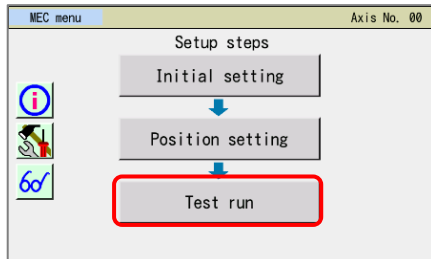 MEC menu Axis No. 00
Setup steps
Initial setting
Position setting
Test run